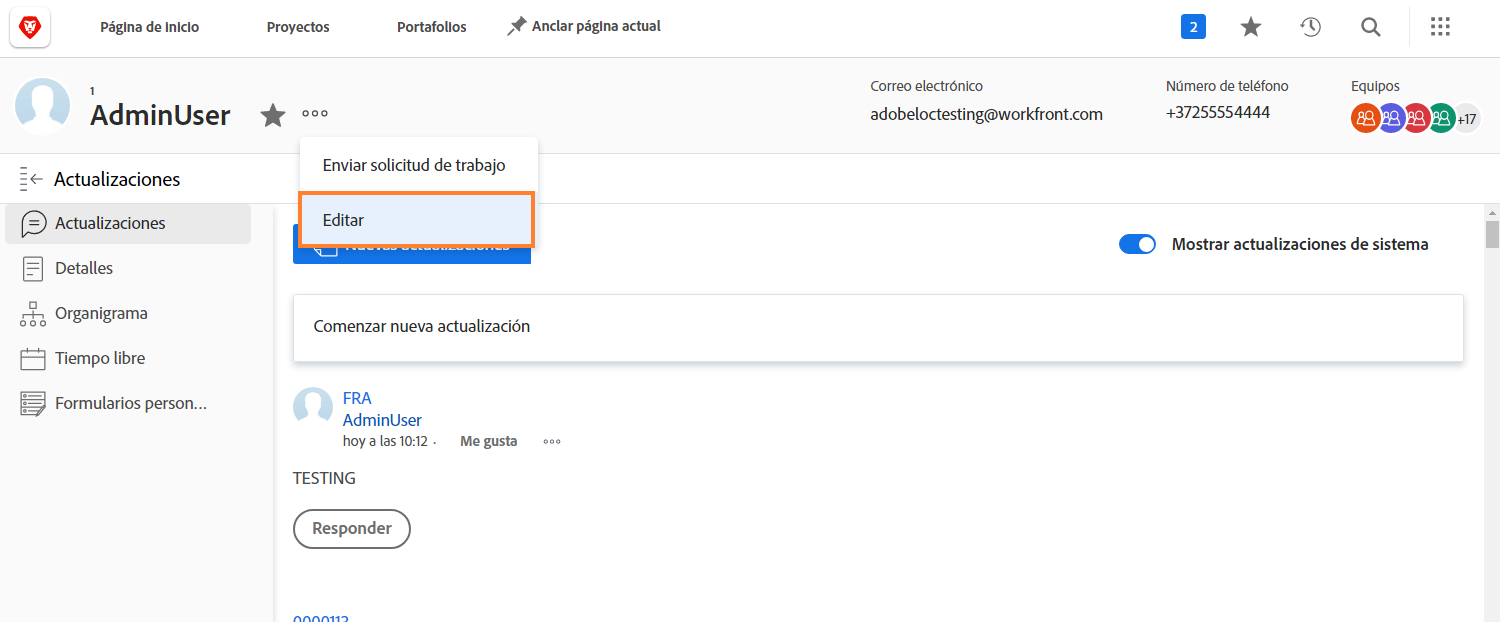 Página de inicio
Proyectos
Portafolios
Anclar página actual
2
1
AdminUser
Correo electrónico
adobeloctesting@workfront.com
Número de teléfono
+37255554444
Equipos
+17
Enviar solicitud de trabajo
Editar
Actualizaciones
Actualizaciones
Detalles
Organigrama
Tiempo libre
Formularios person...
Mostrar actualizaciones de sistema
Comenzar nueva actualización
FRA
AdminUser
hoy a las 10:12 ·
Me gusta
TESTING
Responder